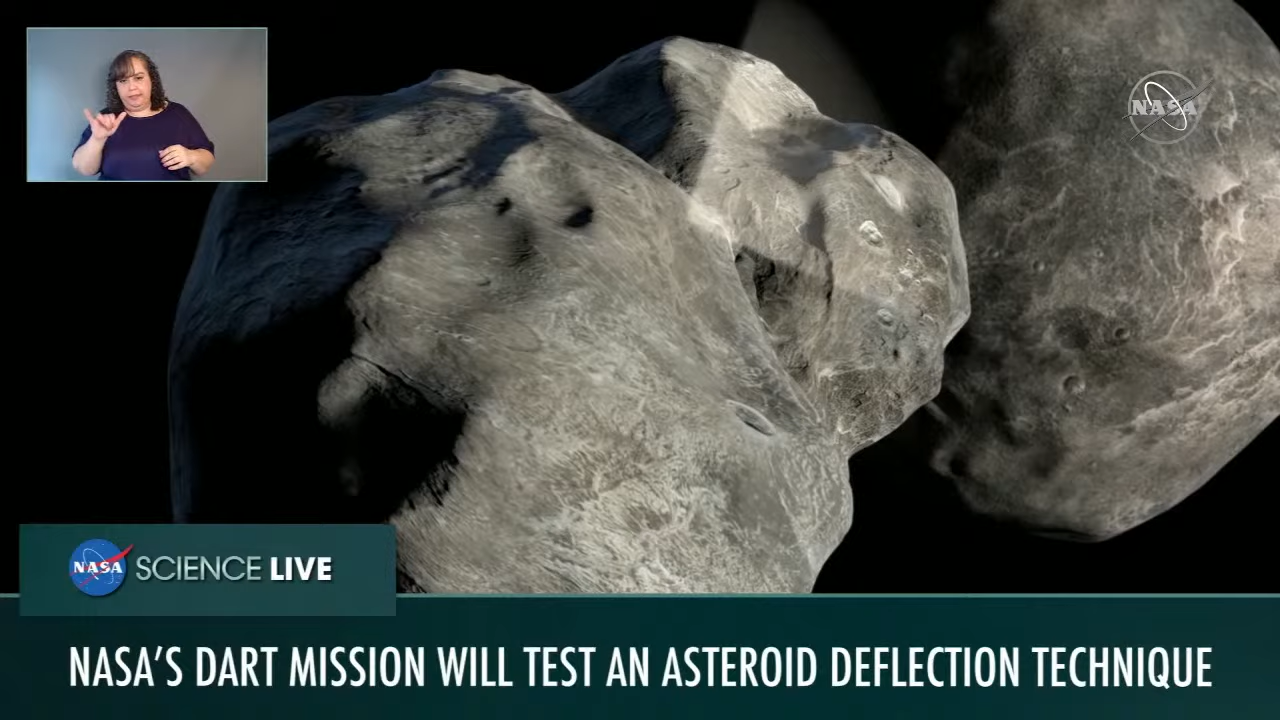 NASA
NASA SCIENCE LIVE
NASA'S DART MISSION WILL TEST AN ASTEROID DEFLECTION TECHNIQUE